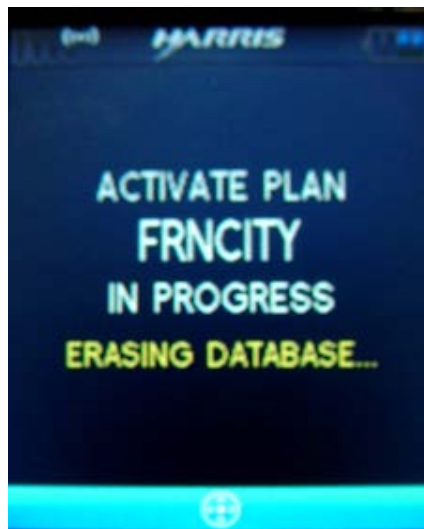 HARRIS
ACTIVATE PLAN
FRNCITY
IN PROGRESS
ERASING DATABASE...